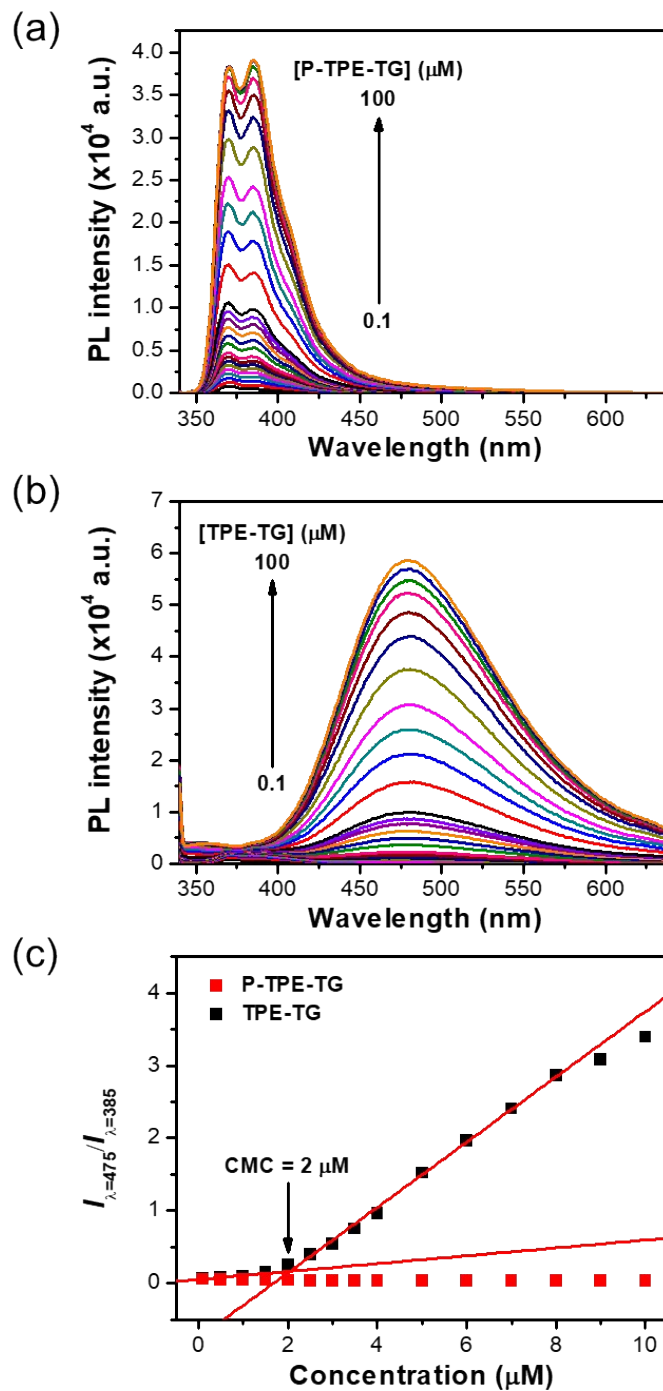 (a)
4.0
3.5
3.0
2.5
2.0
1.5
1.0
0.5
0.0
PL intensity (x10⁴ a.u.)
[P-TPE-TG] (μM)
100
0.1
350 400 450 500 550 600
Wavelength (nm)
(b)
7
6
5
4
3
2
1
0
PL intensity (x10⁴ a.u.)
[TPE-TG] (μM)
100
0.1
350 400 450 500 550 600
Wavelength (nm)
(c)
4
3
2
1
0
I λ=475/I λ=385
P-TPE-TG
TPE-TG
CMC = 2 μM
0 2 4 6 8 10
Concentration (μM)